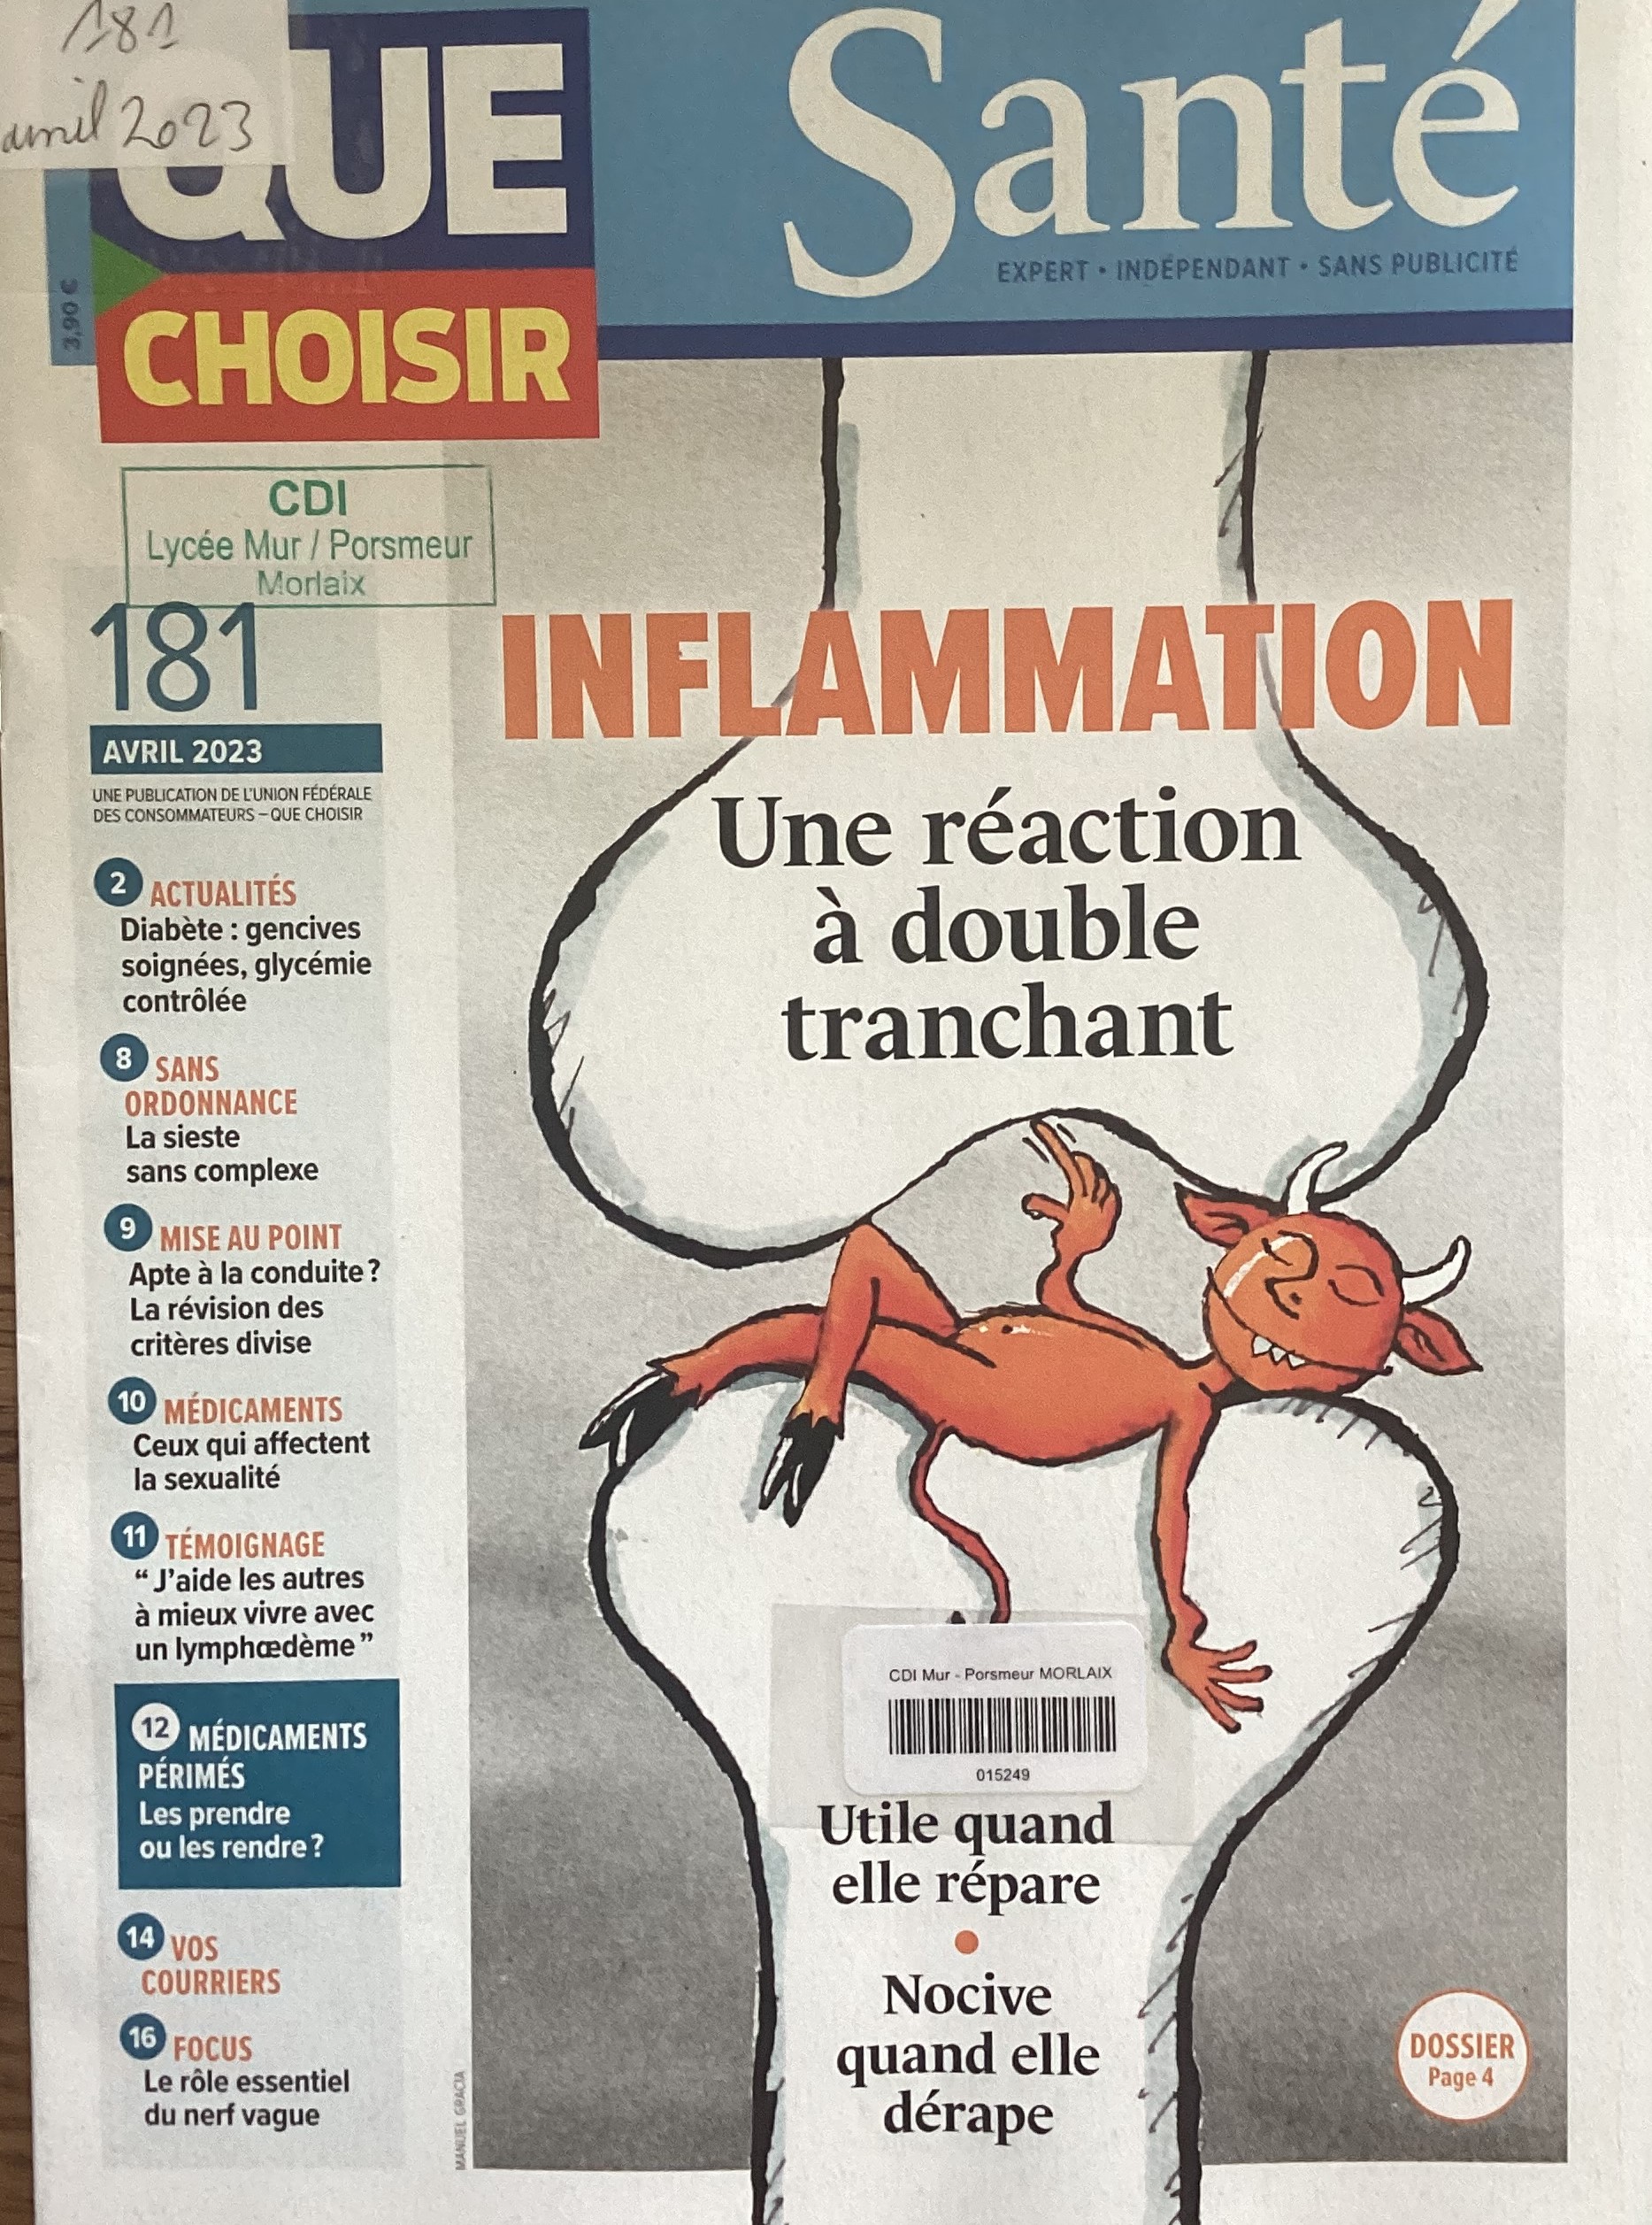 181
avril 2023
QUE
CHOISIR
3,90 €
Santé
EXPERT • INDÉPENDANT • SANS PUBLICITÉ
CDI
Lycée Mur / Porsmeur
Morlaix
181
AVRIL 2023
UNE PUBLICATION DE L'UNION FÉDÉRALE
DES CONSOMMATEURS – QUE CHOISIR
2 ACTUALITÉS
Diabète : gencives
soignées, glycémie
contrôlée
8 SANS
ORDONNANCE
La sieste
sans complexe
9 MISE AU POINT
Apte à la conduite ?
La révision des
critères divise
10 MÉDICAMENTS
Ceux qui affectent
la sexualité
11 TÉMOIGNAGE
“ J’aide les autres
à mieux vivre avec
un lymphœdème ”
12 MÉDICAMENTS
PÉRIMÉS
Les prendre
ou les rendre ?
14 VOS
COURRIERS
16 FOCUS
Le rôle essentiel
du nerf vague
MANUEL GRACIA
INFLAMMATION
Une réaction
à double
tranchant
CDI Mur - Porsmeur MORLAIX
015249
Utile quand
elle répare
•
Nocive
quand elle
dérape
DOSSIER
Page 4